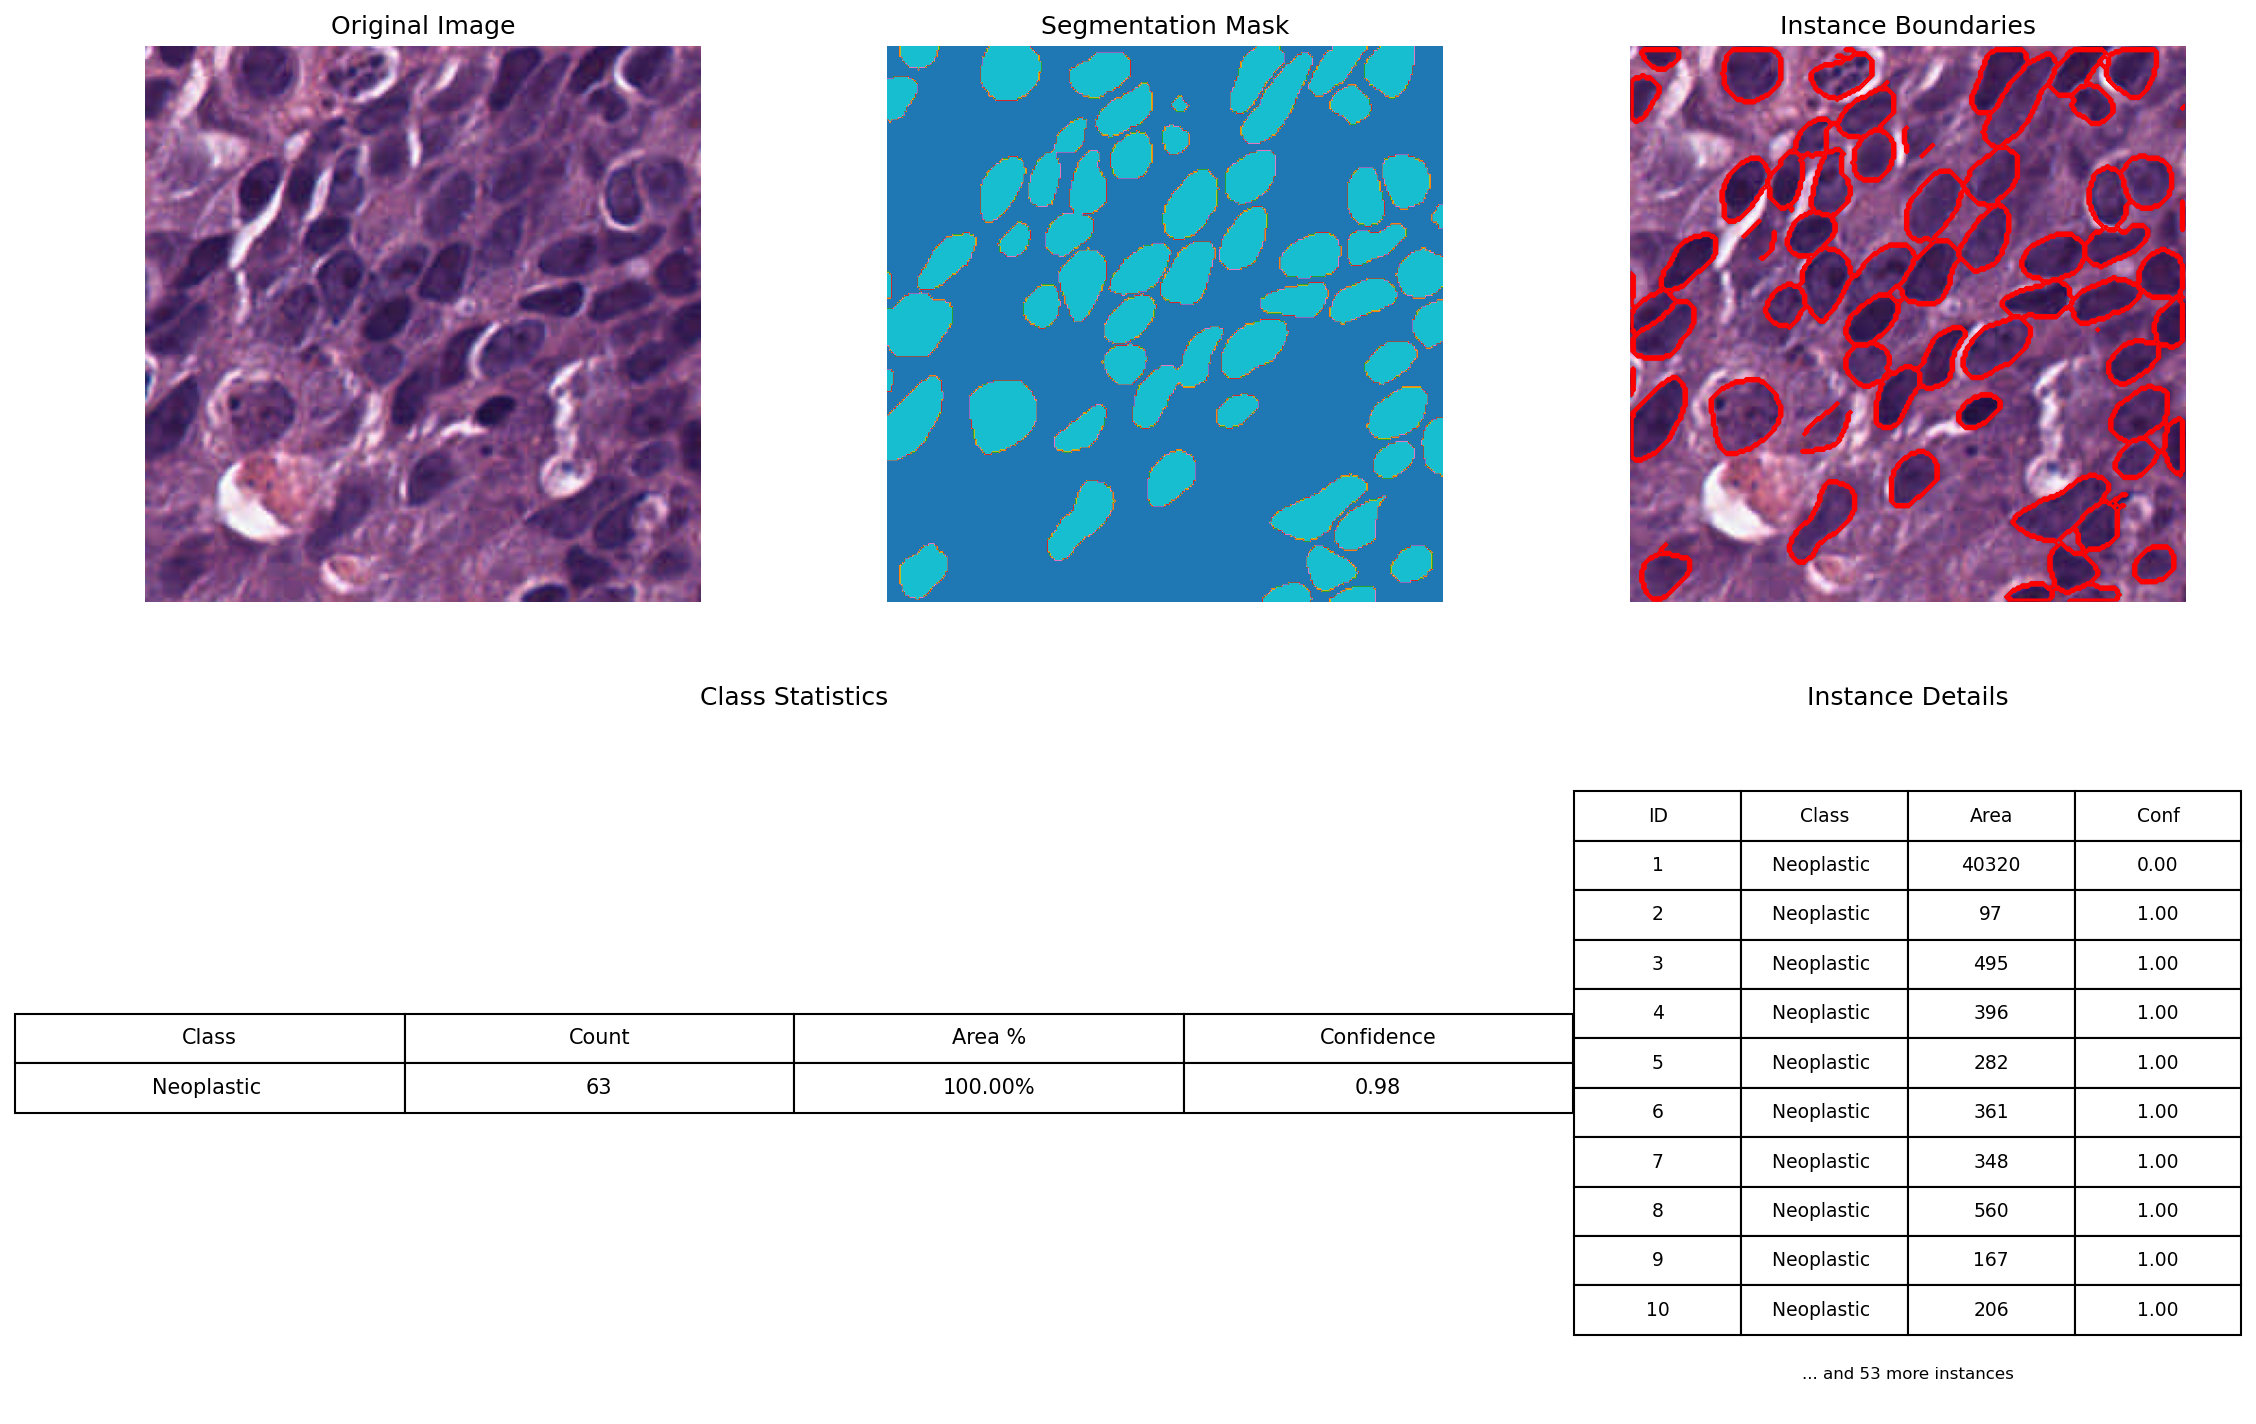 Original Image
Segmentation Mask
Instance Boundaries
Class Statistics
Class Count Area % Confidence
Neoplastic 63 100.00% 0.98
Instance Details
ID Class Area Conf
1 Neoplastic 40320 0.00
2 Neoplastic 97 1.00
3 Neoplastic 495 1.00
4 Neoplastic 396 1.00
5 Neoplastic 282 1.00
6 Neoplastic 361 1.00
7 Neoplastic 348 1.00
8 Neoplastic 560 1.00
9 Neoplastic 167 1.00
10 Neoplastic 206 1.00
... and 53 more instances